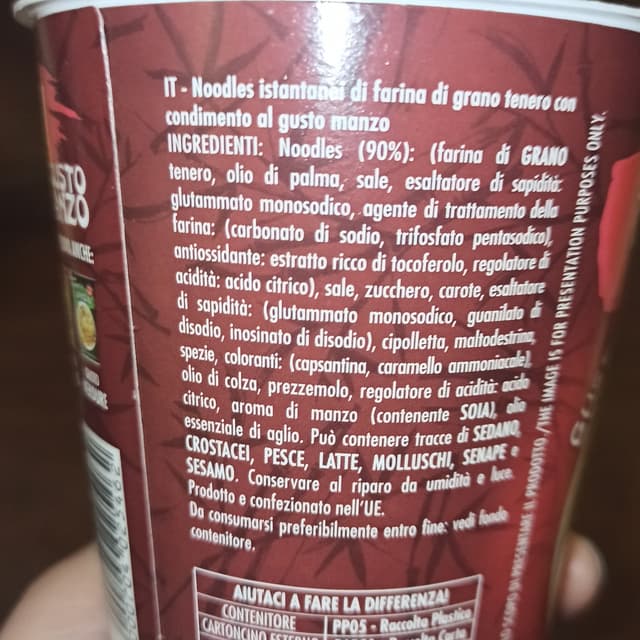 IT - Noodles istantanei di farina di grano tenero con
condimento al gusto manzo
INGREDIENTI: Noodles (90%): (farina di GRANO
tenero, olio di palma, sale, esaltatore di sapidità:
glutammato monosodico, agente di trattamento della
farina: (carbonato di sodio, trifosfato pentasodico),
antiossidante: estratto ricco di tocoferolo, regolatore di
acidità: acido citrico), sale, zucchero, carote, esaltatore
di sapidità: (glutammato monosodico, guanilato di
disodio, inosinato di disodio), cipolletta, maltodestrina,
spezie, coloranti: (capsantina, caramello ammoniacale),
olio di colza, prezzemolo, regolatore di acidità: acido
citrico, aroma di manzo (contenente SOIA), olio
essenziale di aglio. Può contenere tracce di SEDANO,
CROSTACEI, PESCE, LATTE, MOLLUSCHI, SENAPE e
SESAMO. Conservare al riparo da umidità e luce.
Prodotto e confezionato nell'UE.
Da consumarsi preferibilmente entro fine: vedi fondo
contenitore.
AIUTACI A FARE LA DIFFERENZA!
CONTENITORE PP05 - Raccolta Plastica
CARTONCINO ESTERNO
IL PRODOTTO / THE IMAGE IS FOR PRESENTATION PURPOSES ONLY.